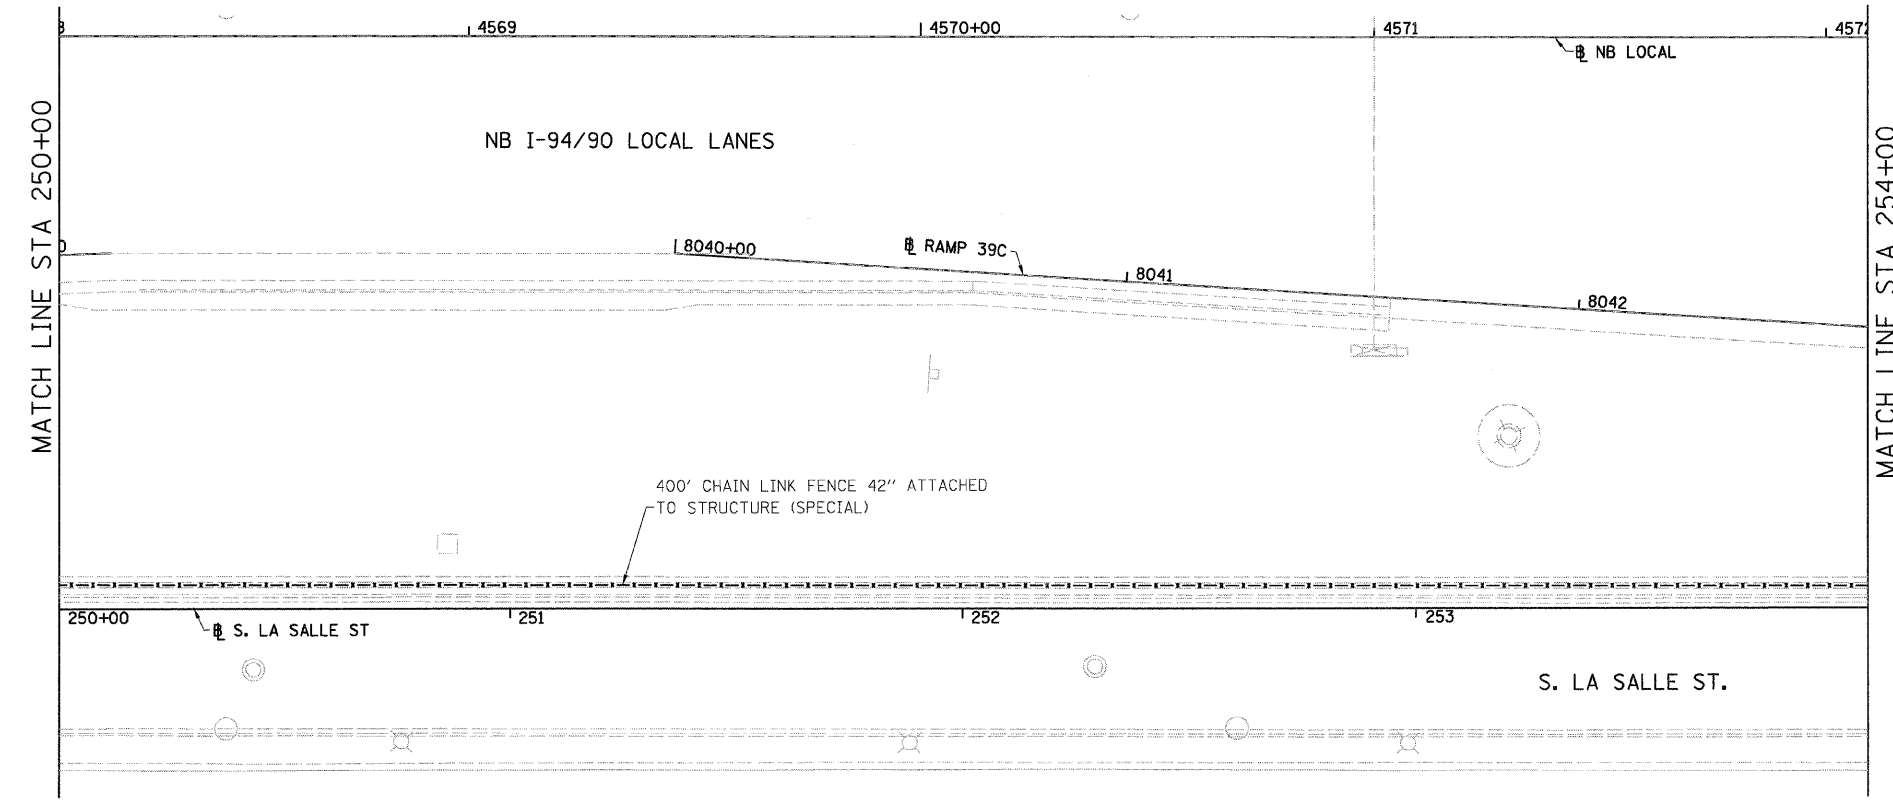 4569
4570+00
4571
4572
℄ NB LOCAL
MATCH LINE STA 250+00
NB I-94/90 LOCAL LANES
MATCH LINE STA 254+00
8040+00
℄ RAMP 39C
8041
8042
400' CHAIN LINK FENCE 42" ATTACHED
TO STRUCTURE (SPECIAL)
250+00
251
252
253
℄ S. LA SALLE ST
S. LA SALLE ST.